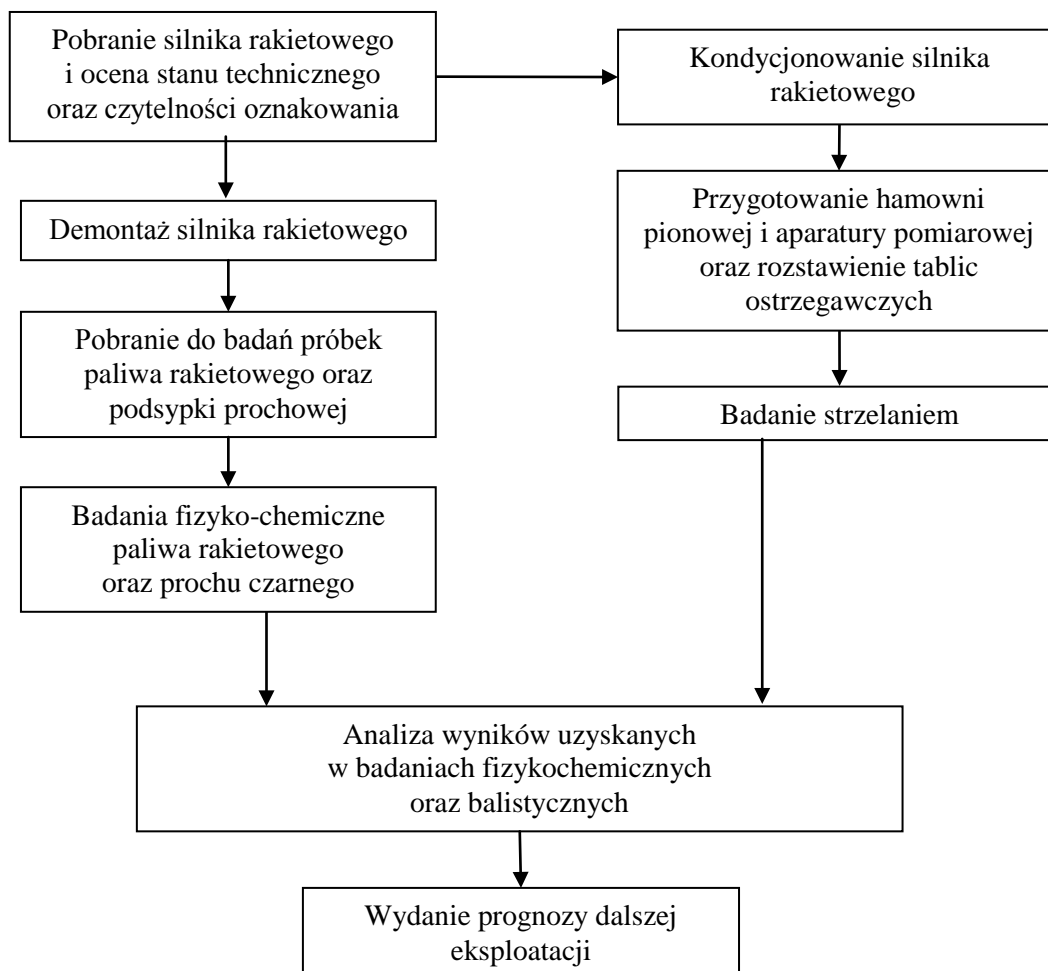 Pobranie silnika rakietowego
i ocena stanu technicznego
oraz czytelności oznakowania
Kondycjonowanie silnika
rakietowego
Demontaż silnika rakietowego
Przygotowanie hamowni
pionowej i aparatury pomiarowej
oraz rozstawienie tablic
ostrzegawczych
Pobranie do badań próbek
paliwa rakietowego oraz
podsypki prochowej
Badanie strzelaniem
Badania fizyko-chemiczne
paliwa rakietowego
oraz prochu czarnego
Analiza wyników uzyskanych
w badaniach fizykochemicznych
oraz balistycznych
Wydanie prognozy dalszej
eksploatacji